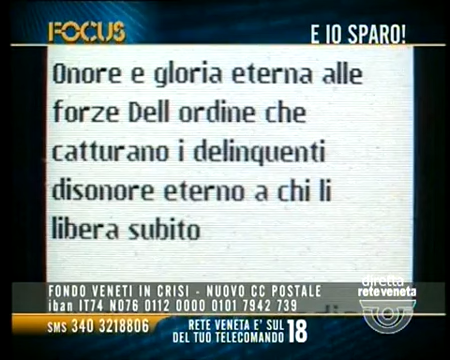 FOCUS
E IO SPARO!
Onore e gloria eterna alle
forze Dell ordine che
catturano i delinquenti
disonore eterno a chi li
libera subito
FONDO VENETI IN CRISI - NUOVO CC POSTALE
iban IT74 N076 0112 0000 0101 7942 739
diretta
reteveneta
SMS 340 3218806
RETE VENETA E' SUL
DEL TUO TELECOMANDO 18